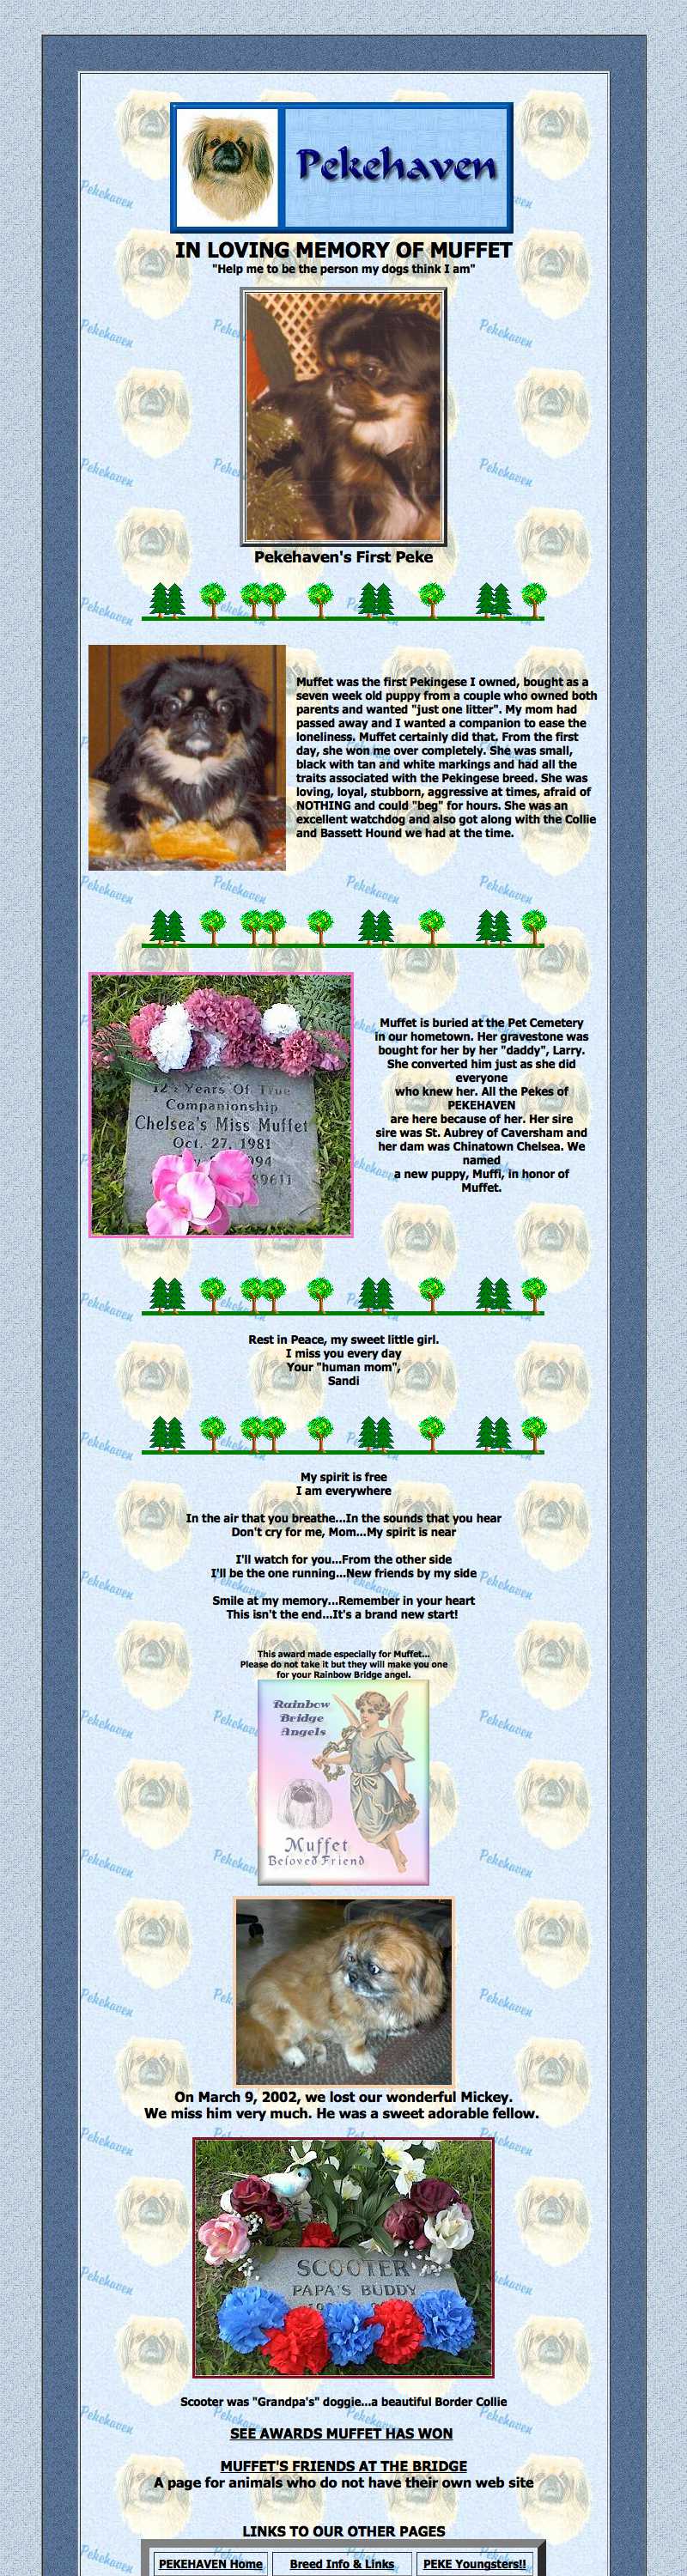 Pekehaven
IN LOVING MEMORY OF MUFFET
"Help me to be the person my dogs think I am"
Pekehaven's First Peke
Muffet was the first Pekingese I owned, bought as a
seven week old puppy from a couple who owned both
parents and wanted "just one litter". My mom had
passed away and I wanted a companion to ease the
loneliness. Muffet certainly did that. From the first
day, she won me over completely. She was small,
black with tan and white markings and had all the
traits associated with the Pekingese breed. She was
loving, loyal, stubborn, aggressive at times, afraid of
NOTHING and could "beg" for hours. She was an
excellent watchdog and also got along with the Collie
and Bassett Hound we had at the time.
12½ Years Of True
Companionship
Chelsea's Miss Muffet
Oct. 27, 1981
Muffet is buried at the Pet Cemetery
in our hometown. Her gravestone was
bought for her by her "daddy", Larry.
She converted him just as she did
everyone
who knew her. All the Pekes of
PEKEHAVEN
are here because of her. Her sire
sire was St. Aubrey of Caversham and
her dam was Chinatown Chelsea. We
named
a new puppy, Muffi, in honor of
Muffet.
Rest in Peace, my sweet little girl.
I miss you every day
Your "human mom",
Sandi
My spirit is free
I am everywhere
In the air that you breathe...In the sounds that you hear
Don't cry for me, Mom...My spirit is near
I'll watch for you...From the other side
I'll be the one running...New friends by my side
Smile at my memory...Remember in your heart
This isn't the end...It's a brand new start!
This award made especially for Muffet...
Please do not take it but they will make you one
for your Rainbow Bridge angel.
Rainbow
Bridge
Angels
Muffet
Beloved Friend
On March 9, 2002, we lost our wonderful Mickey.
We miss him very much. He was a sweet adorable fellow.
SCOOTER
PAPA'S BUDDY
Scooter was "Grandpa's" doggie...a beautiful Border Collie
SEE AWARDS MUFFET HAS WON
MUFFET'S FRIENDS AT THE BRIDGE
A page for animals who do not have their own web site
LINKS TO OUR OTHER PAGES
PEKEHAVEN Home Breed Info & Links PEKE Youngsters!!